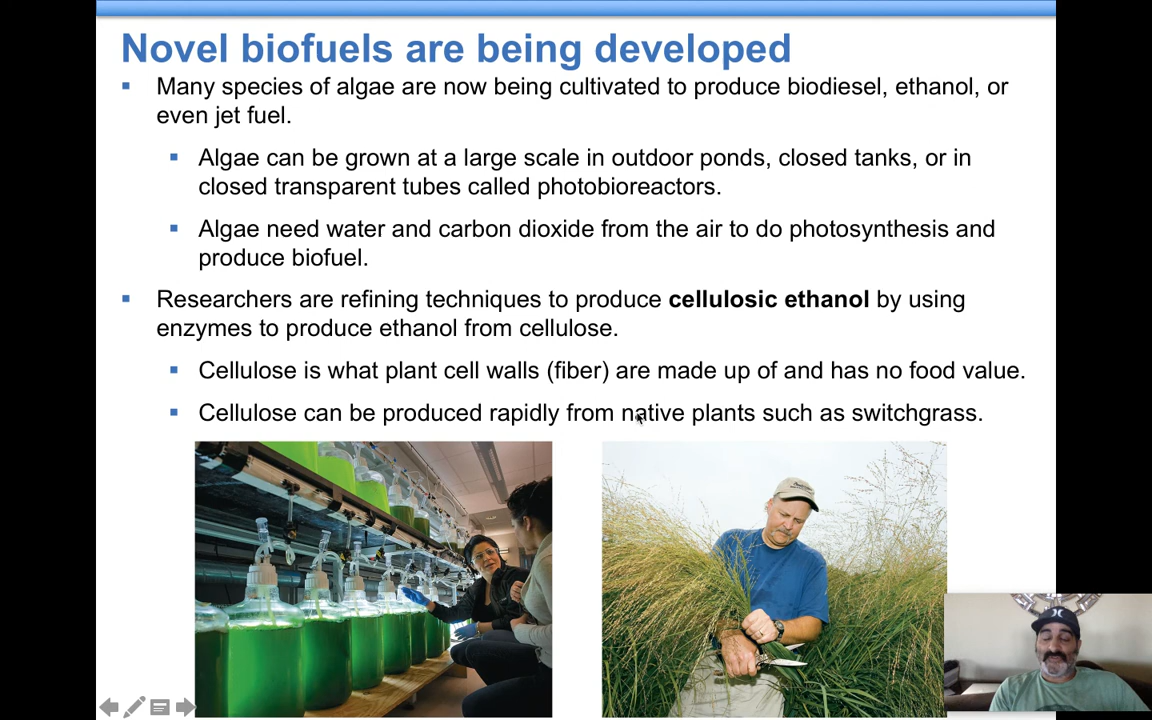 Novel biofuels are being developed
▪ Many species of algae are now being cultivated to produce biodiesel, ethanol, or
even jet fuel.
▪ Algae can be grown at a large scale in outdoor ponds, closed tanks, or in
closed transparent tubes called photobioreactors.
▪ Algae need water and carbon dioxide from the air to do photosynthesis and
produce biofuel.
▪ Researchers are refining techniques to produce cellulosic ethanol by using
enzymes to produce ethanol from cellulose.
▪ Cellulose is what plant cell walls (fiber) are made up of and has no food value.
▪ Cellulose can be produced rapidly from native plants such as switchgrass.